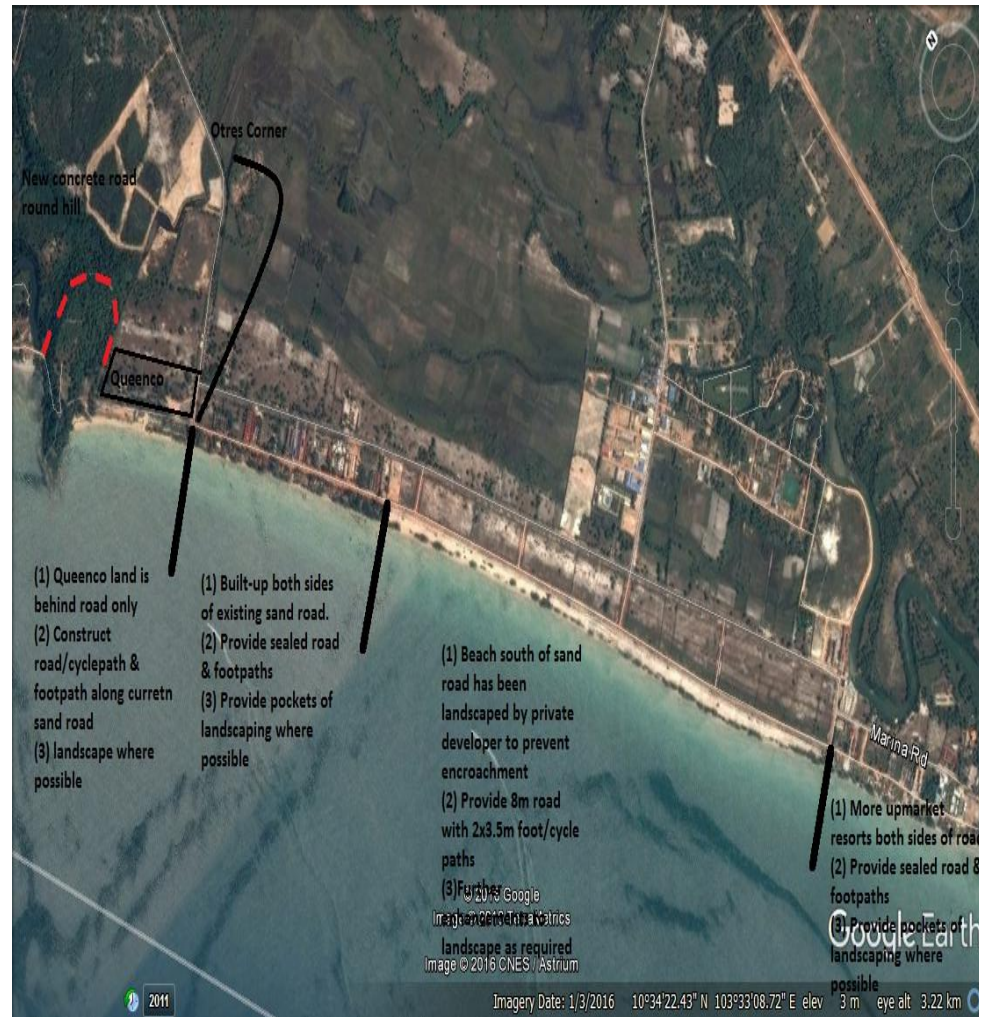 Otres Corner
New concrete road
round hill
Queenco
(1) Queenco land is
behind road only
(2) Construct
road/cyclepath &
footpath along curretn
sand road
(3) landscape where
possible
(1) Built-up both sides
of existing sand road.
(2) Provide sealed road
& footpaths
(3) Provide pockets of
landscaping where
possible
(1) Beach south of sand
road has been
landscaped by private
developer to prevent
encroachment
(2) Provide 8m road
with 2x3.5m foot/cycle
paths
(3)Further
landscape as required
Marina Rd
(1) More upmarket
resorts both sides of road
(2) Provide sealed road &
footpaths
(3) Provide pockets of
landscaping where
possible
Google Earth
© 2016 Google
Image © 2016 CNES / Astrium
2011
Imagery Date: 1/3/2016 10°34'22.43" N 103°33'08.72" E elev 3 m eye alt 3.22 km
N